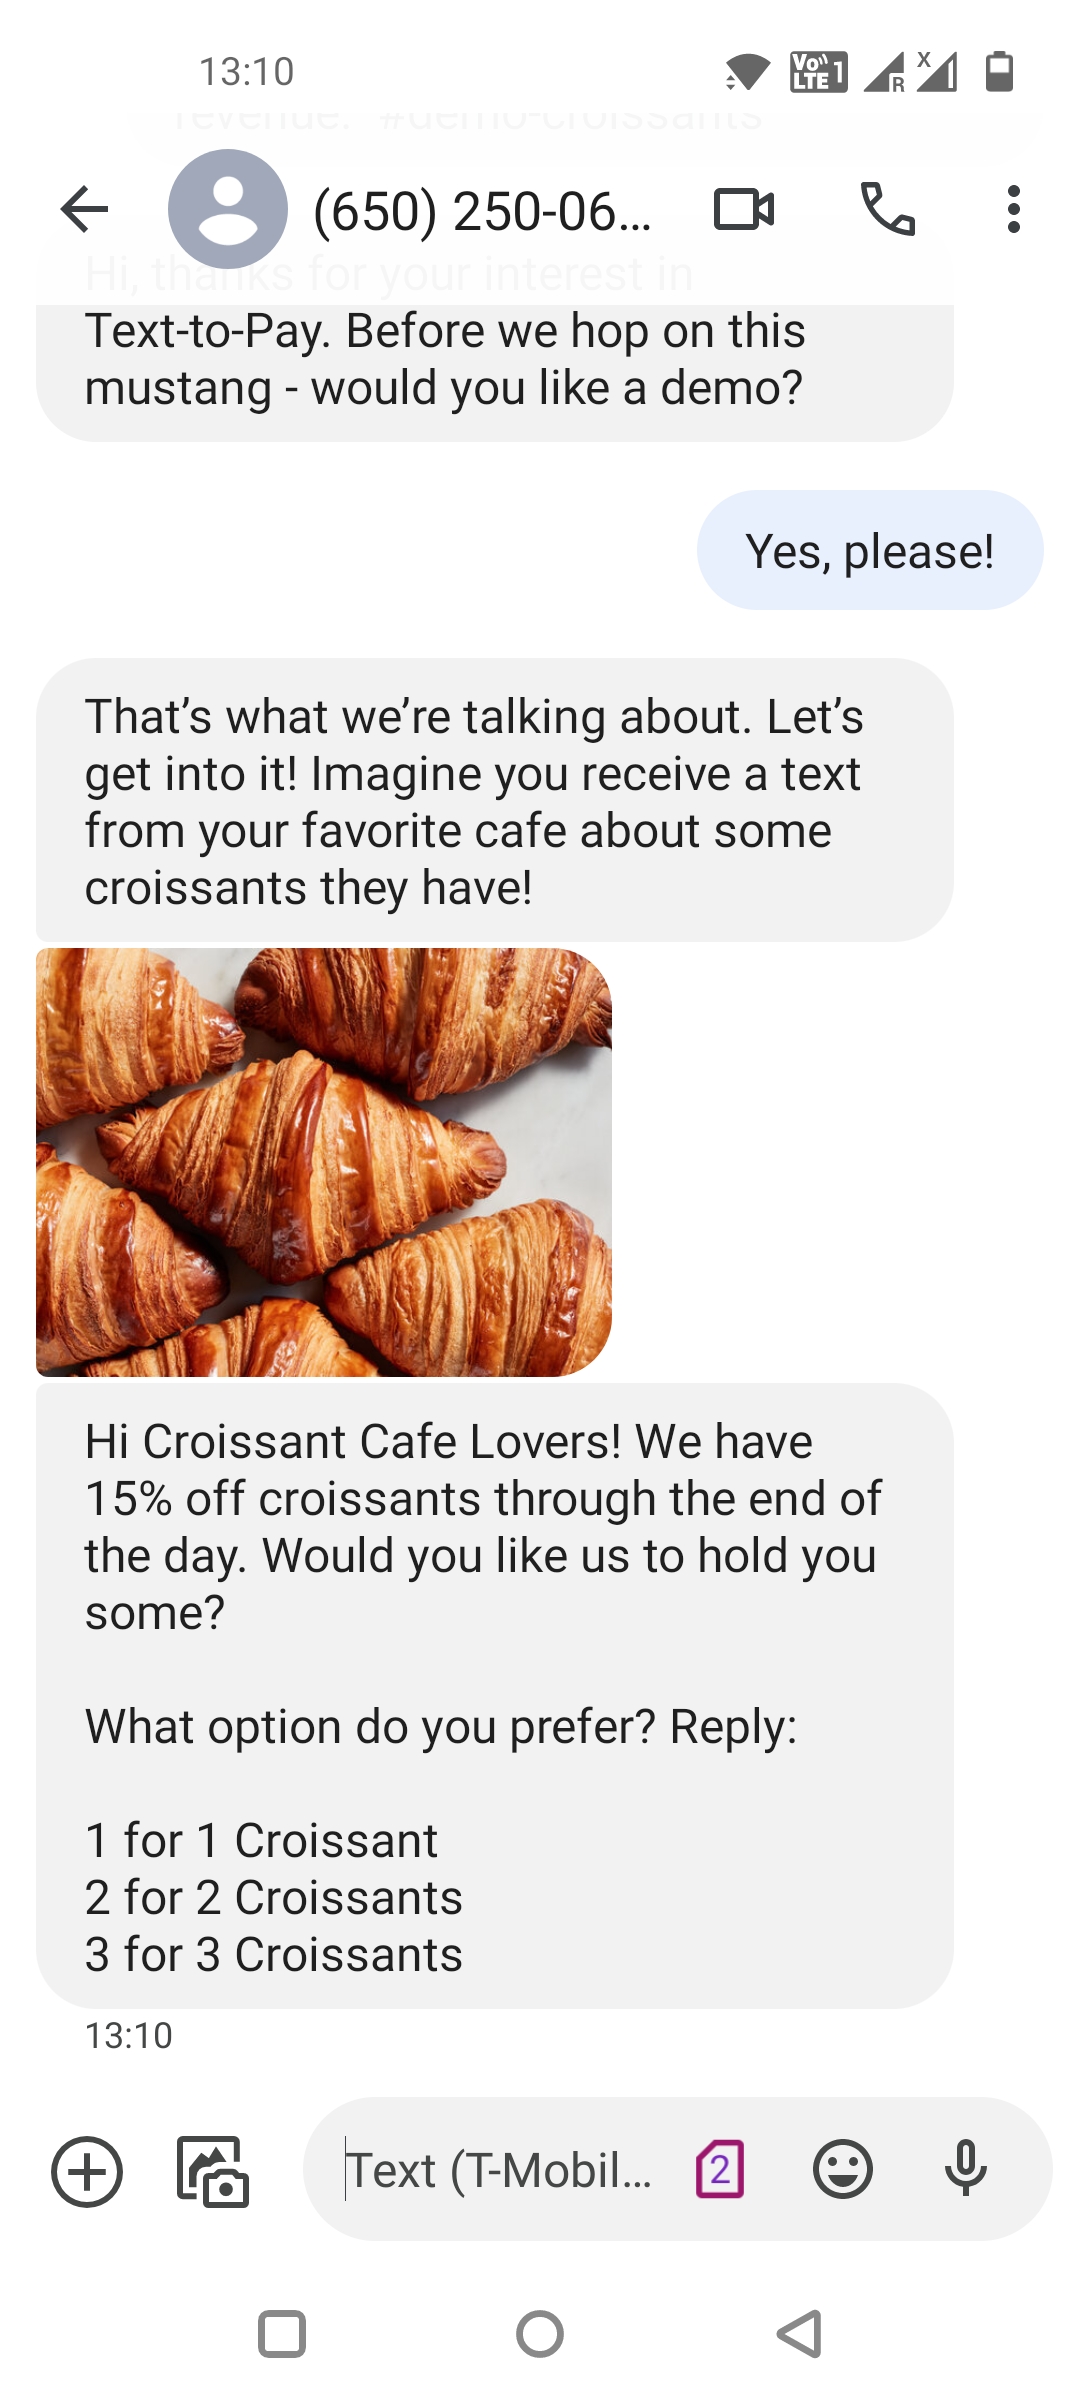 13:10
Vo)) 1
LTE
R
X
revenue. "#demo-croissants
(650) 250-06...
Hi, thanks for your interest in
Text-to-Pay. Before we hop on this
mustang - would you like a demo?
Yes, please!
That’s what we’re talking about. Let’s
get into it! Imagine you receive a text
from your favorite cafe about some
croissants they have!
Hi Croissant Cafe Lovers! We have
15% off croissants through the end of
the day. Would you like us to hold you
some?
What option do you prefer? Reply:
1 for 1 Croissant
2 for 2 Croissants
3 for 3 Croissants
13:10
Text (T-Mobil...
2